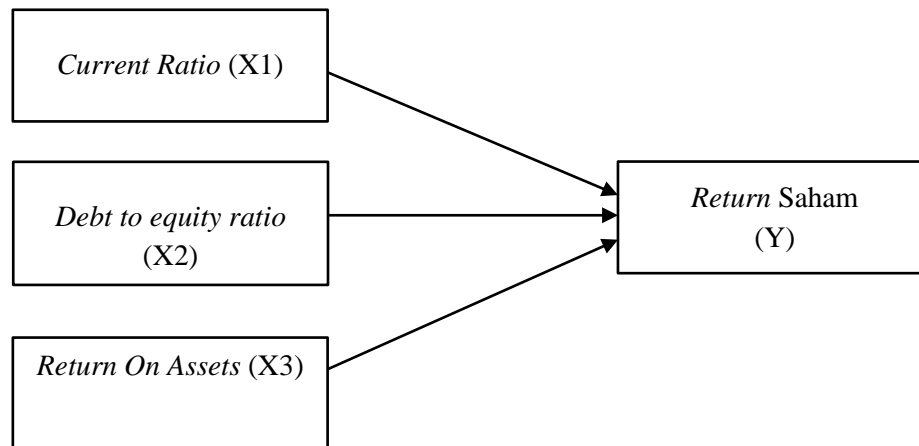 Current Ratio (X1)
Debt to equity ratio
(X2)
Return On Assets (X3)
Return Saham
(Y)